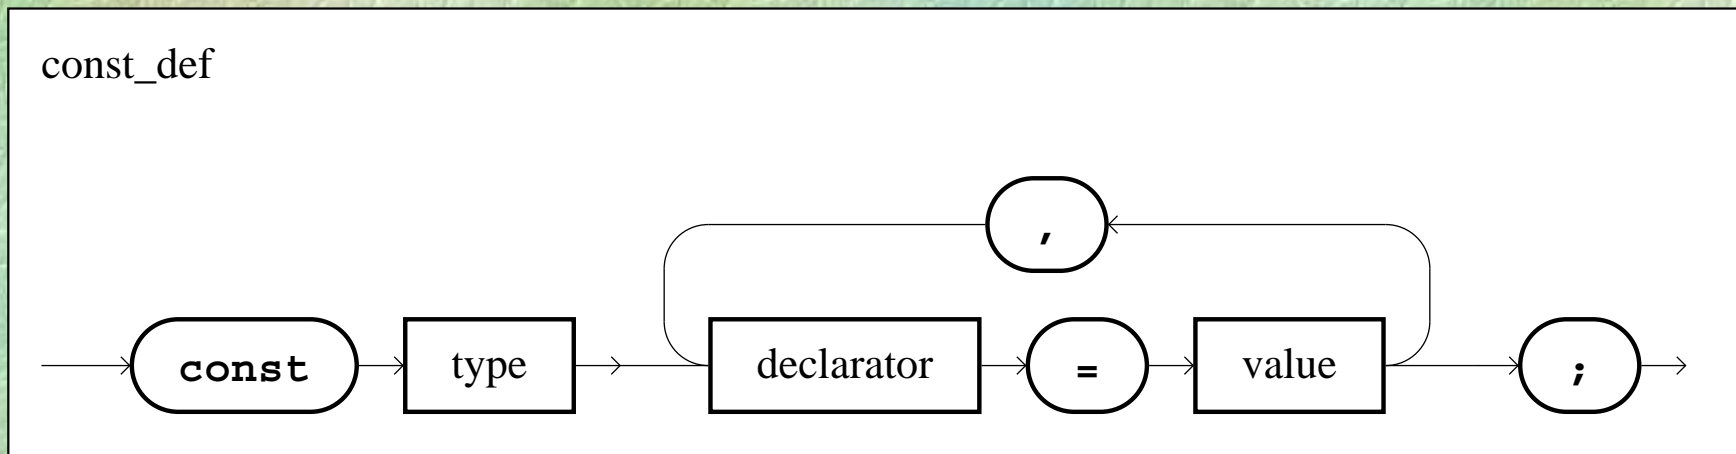 const_def
,
const type declarator = value ;